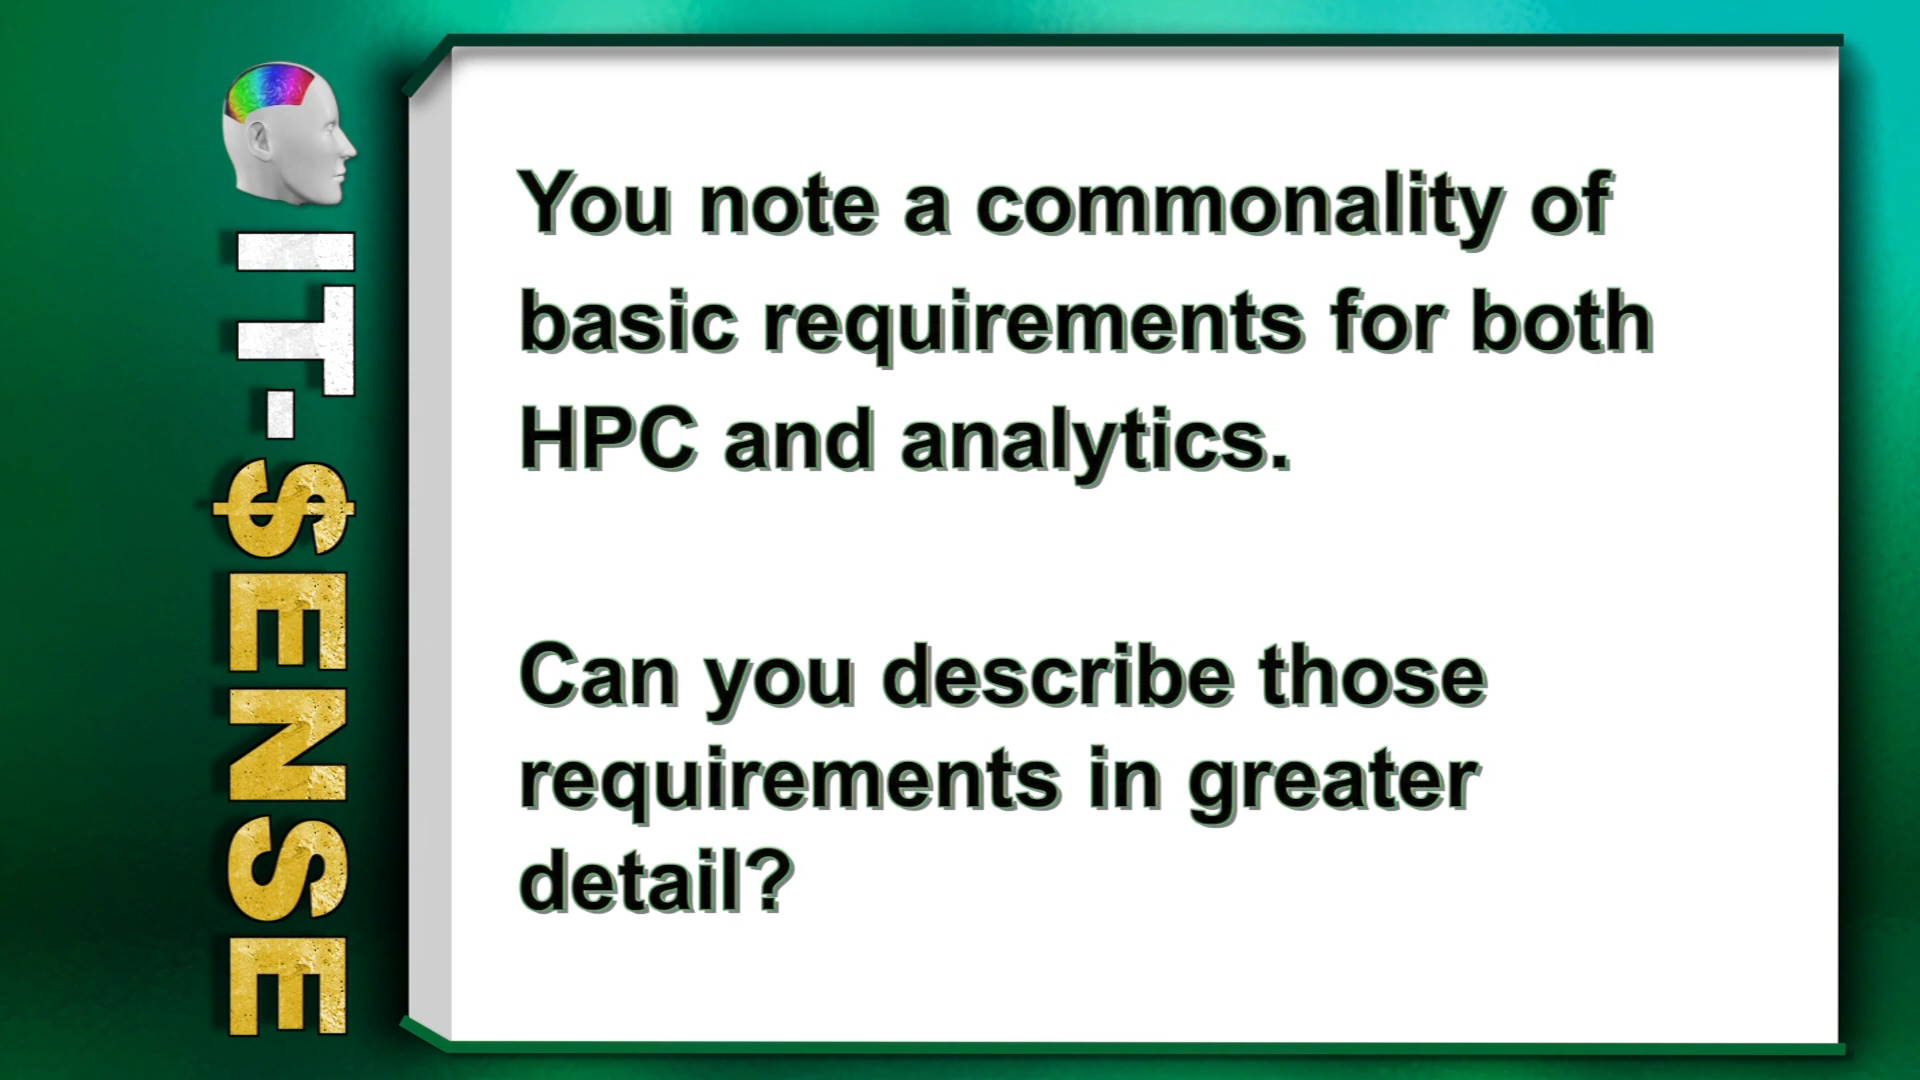 IT-$ENSE
You note a commonality of
basic requirements for both
HPC and analytics.
Can you describe those
requirements in greater
detail?